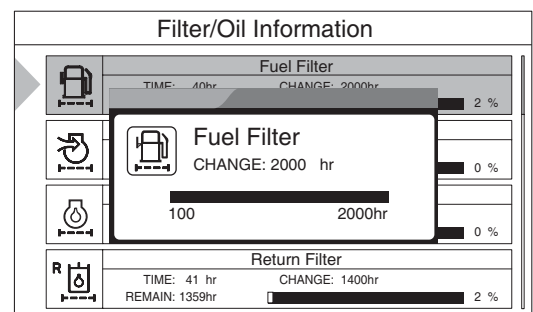 Filter/Oil Information
Fuel Filter
TIME: 40hr CHANGE: 2000hr
2 %
Fuel Filter
CHANGE: 2000 hr
0 %
100 2000hr
0 %
Return Filter
R
TIME: 41 hr CHANGE: 1400hr
REMAIN: 1359hr 2 %